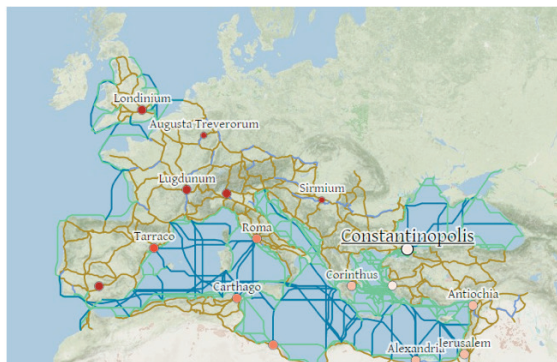 Londinium
Augusta Treverorum
Lugdunum
Sirmium
Tarraco
Roma
Constantinopolis
Corinthus
Carthago
Antiochia
Alexandria
Jerusalem